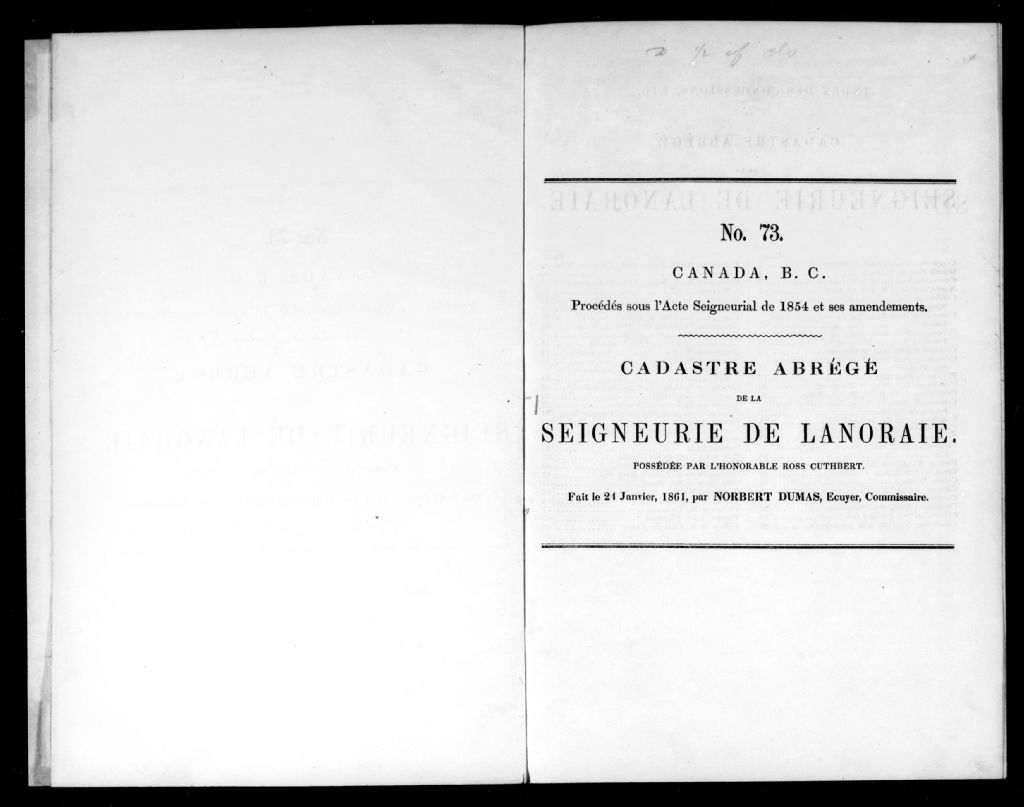 No. 73.
CANADA, B. C.
Procédés sous l'Acte Seigneurial de 1854 et ses amendements.
CADASTRE ABRÉGÉ
DE LA
SEIGNEURIE DE LANORAIE.
POSSÉDÉE PAR L'HONORABLE ROSS CUTHBERT.
Fait le 21 Janvier, 1861, par NORBERT DUMAS, Ecuyer, Commissaire.